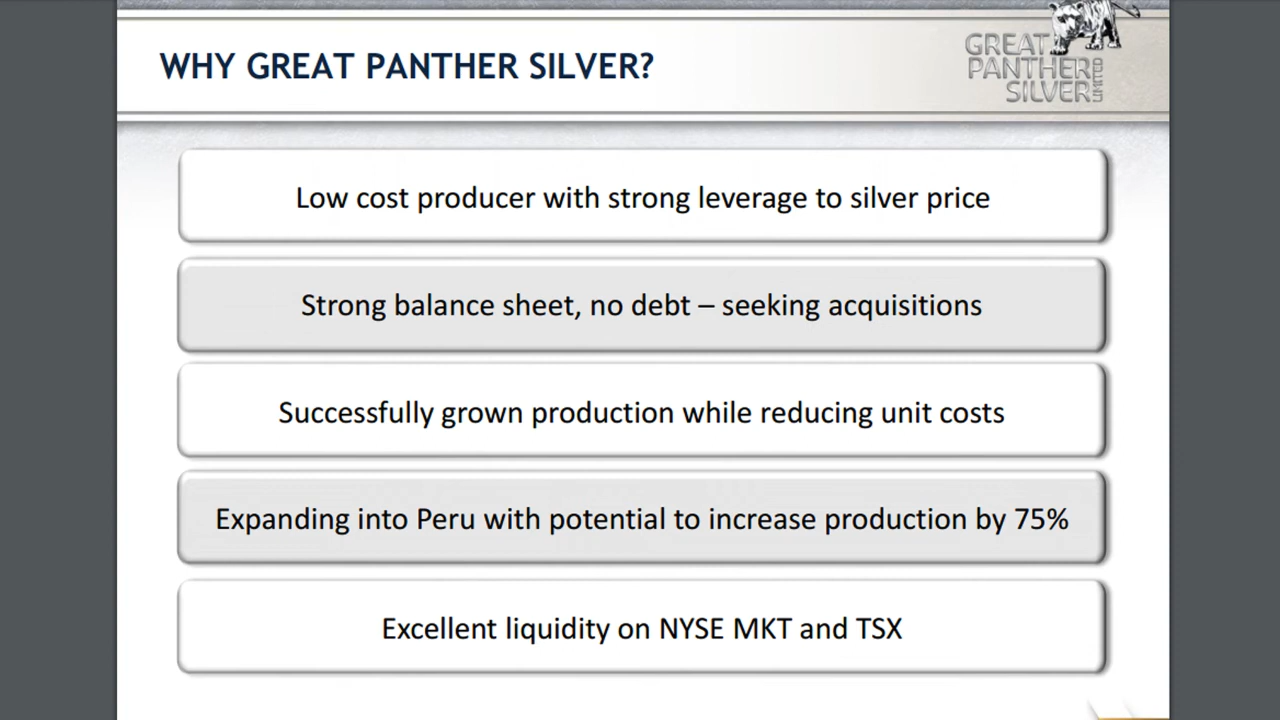 WHY GREAT PANTHER SILVER?
GREAT
PANTHER
SILVER
LIMITED
Low cost producer with strong leverage to silver price
Strong balance sheet, no debt – seeking acquisitions
Successfully grown production while reducing unit costs
Expanding into Peru with potential to increase production by 75%
Excellent liquidity on NYSE MKT and TSX